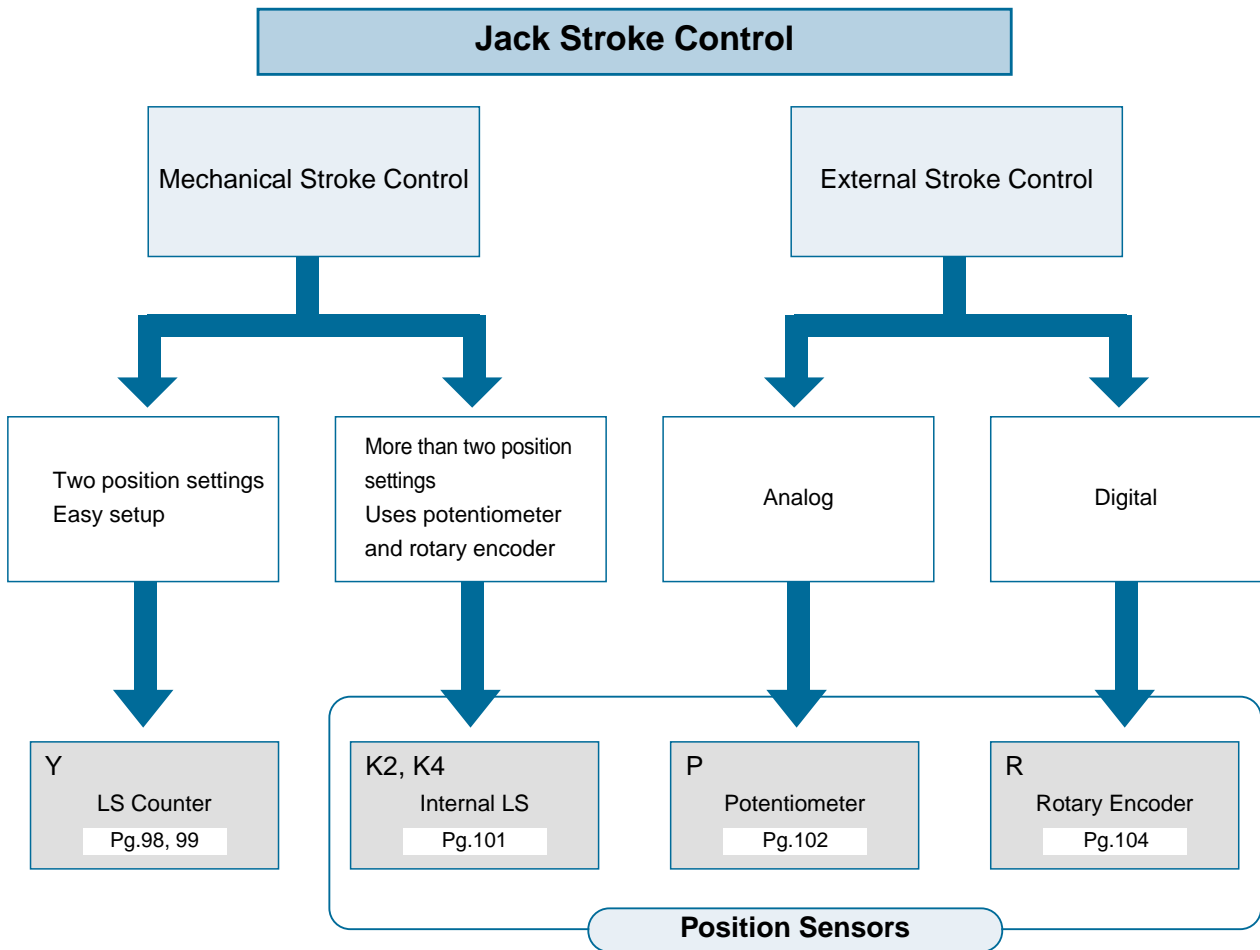 Jack Stroke Control
Mechanical Stroke Control
External Stroke Control
Two position settings
Easy setup
More than two position
settings
Uses potentiometer
and rotary encoder
Analog
Digital
Y
LS Counter
Pg.98, 99
K2, K4
Internal LS
Pg.101
P
Potentiometer
Pg.102
R
Rotary Encoder
Pg.104
Position Sensors